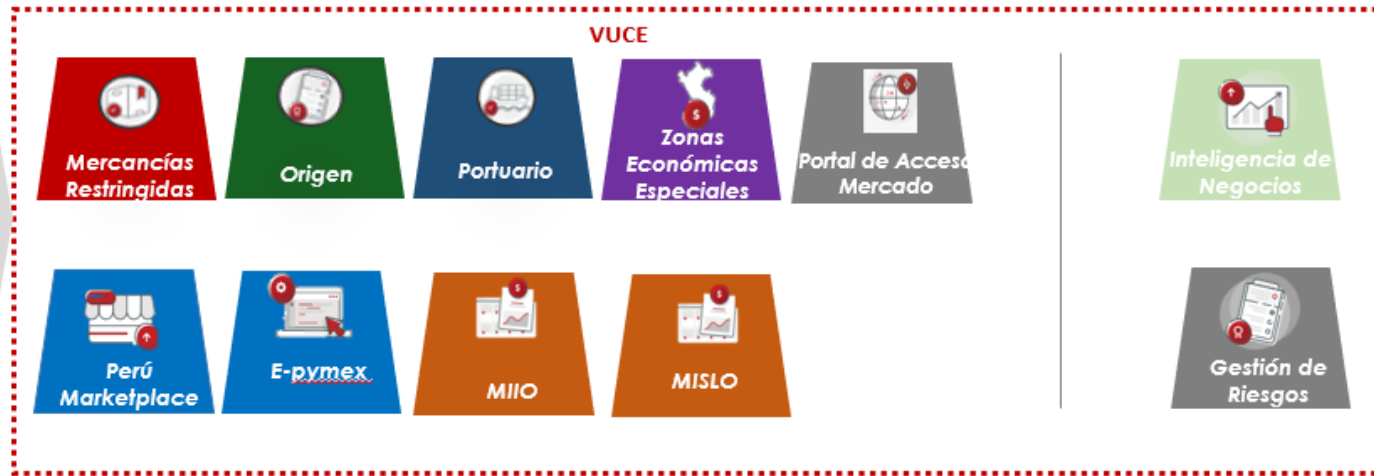 VUCE
Mercancías
Restringidas
Origen
Portuario
Zonas
Económicas
Especiales
Portal de Acceso
Mercado
Inteligencia de
Negocios
Perú
Marketplace
E-pymex
MIIO
MISLO
Gestión de
Riesgos